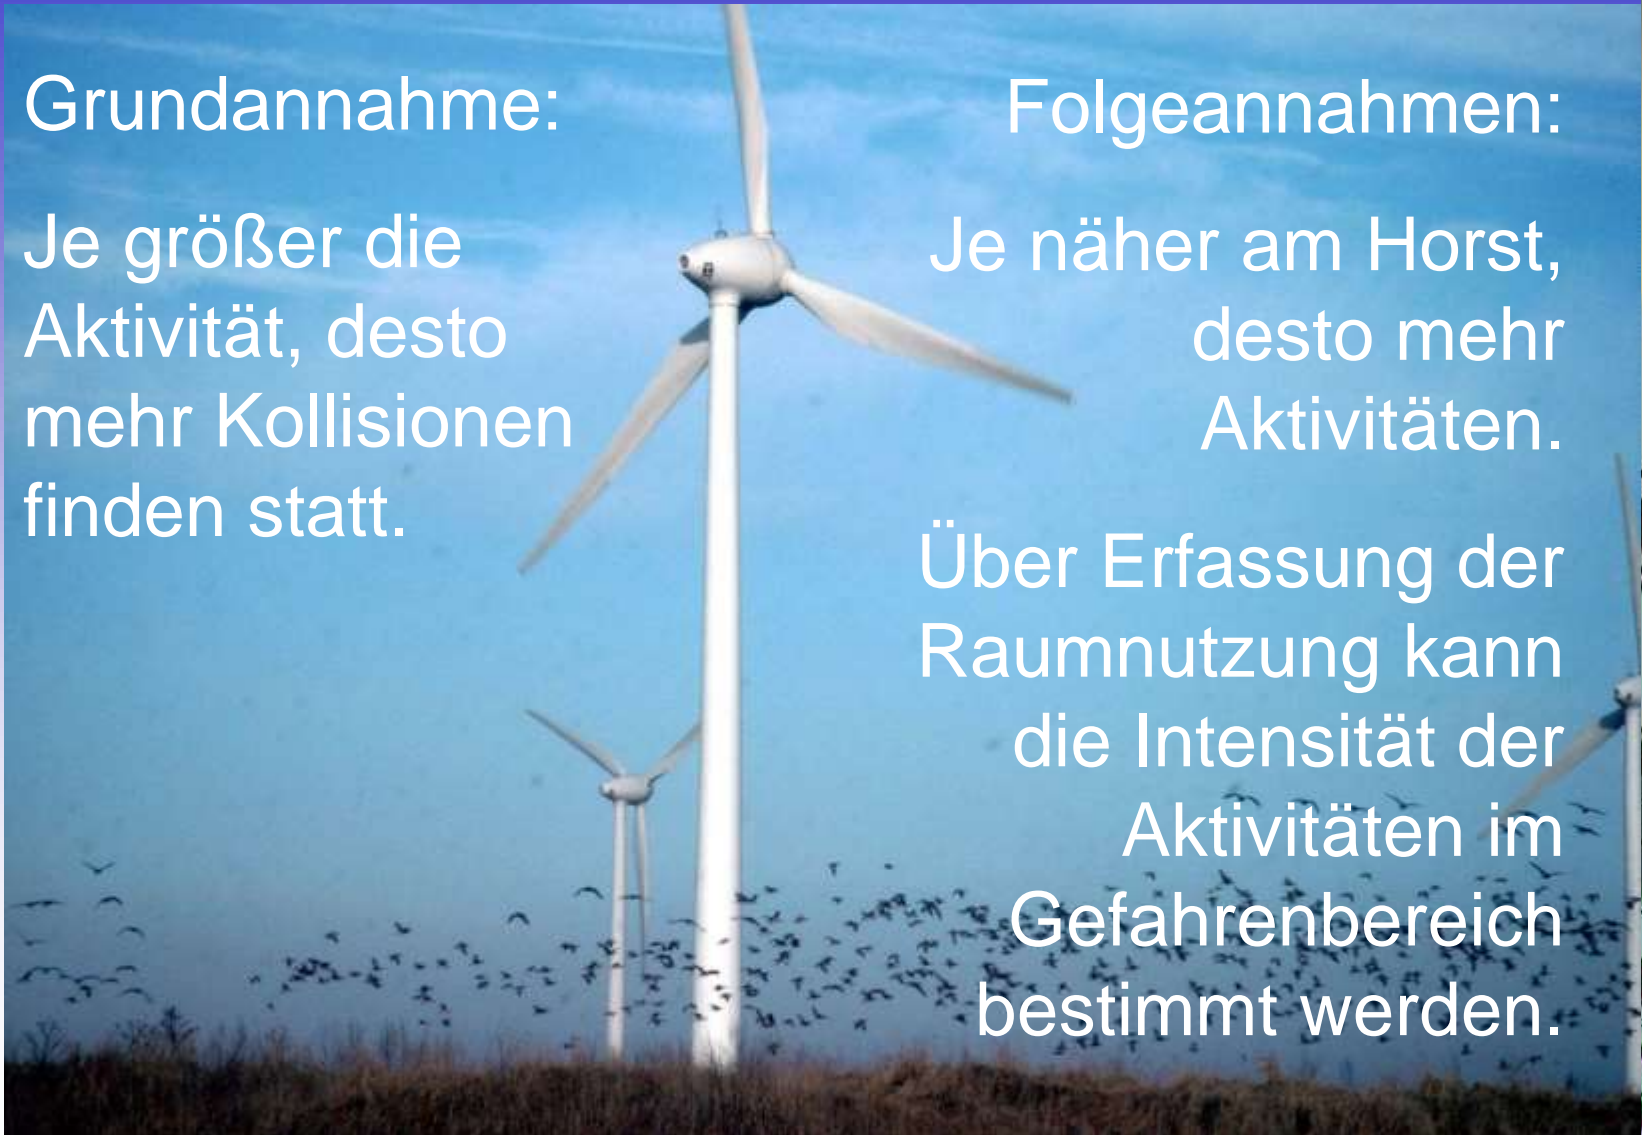 Grundannahme:
Je größer die
Aktivität, desto
mehr Kollisionen
finden statt.
Folgeannahmen:
Je näher am Horst,
desto mehr
Aktivitäten.
Über Erfassung der
Raumnutzung kann
die Intensität der
Aktivitäten im
Gefahrenbereich
bestimmt werden.